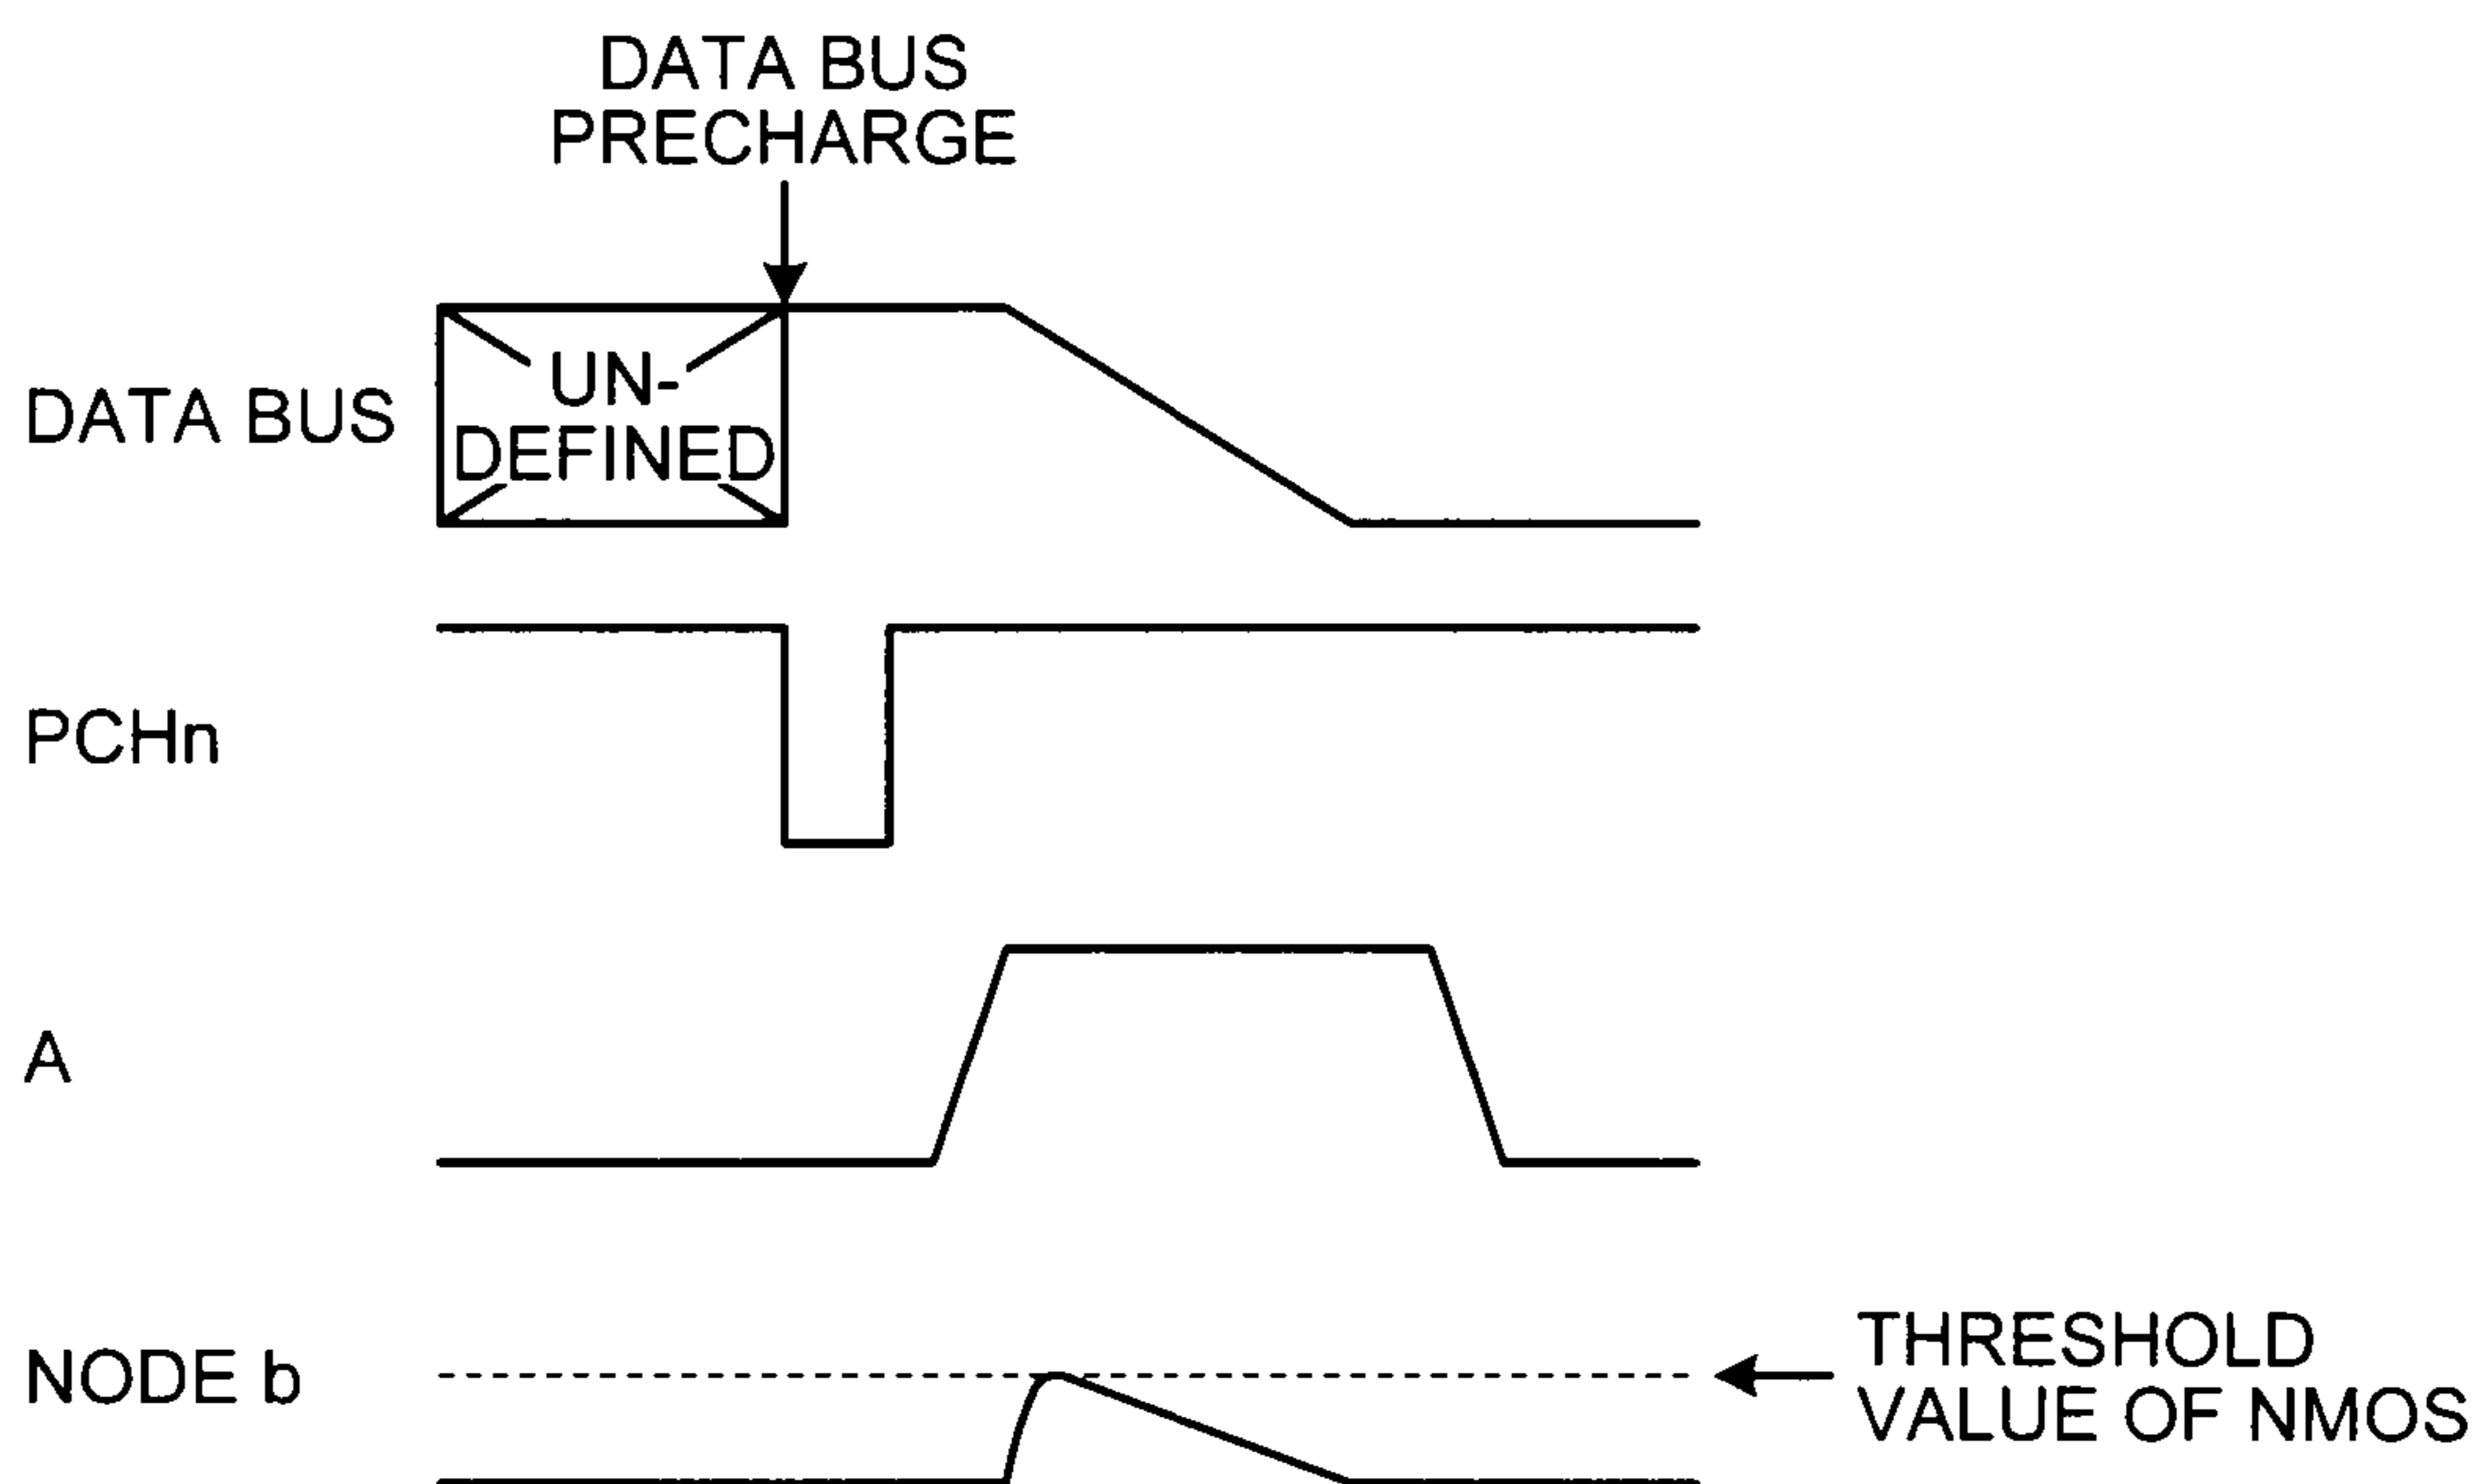 DATA BUS
PRECHARGE
DATA BUS
UN-
DEFINED
PCHn
A
NODE b
THRESHOLD
VALUE OF NMOS